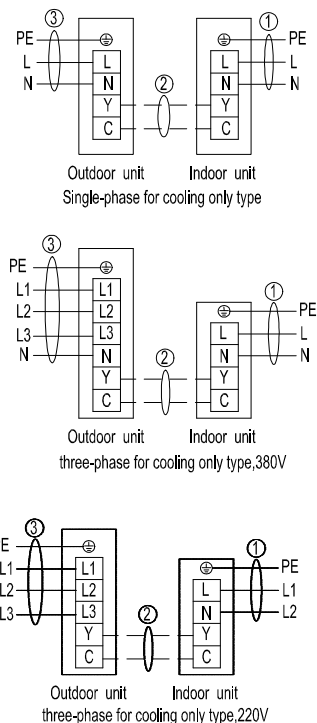 ③ ①
PE PE
L L L L
N N N N
② 
Y Y
C C
Outdoor unit Indoor unit
Single-phase for cooling only type
③
PE ① PE
L1 L1
L2 L2 L L
L3 L3 N N
N N ②
Y Y
C C
Outdoor unit Indoor unit
three-phase for cooling only type,380V
③ ①
E PE
L1 L1 L L1
L2 L2 N L2
L3 L3 ②
Y Y
C C
Outdoor unit Indoor unit
three-phase for cooling only type,220V